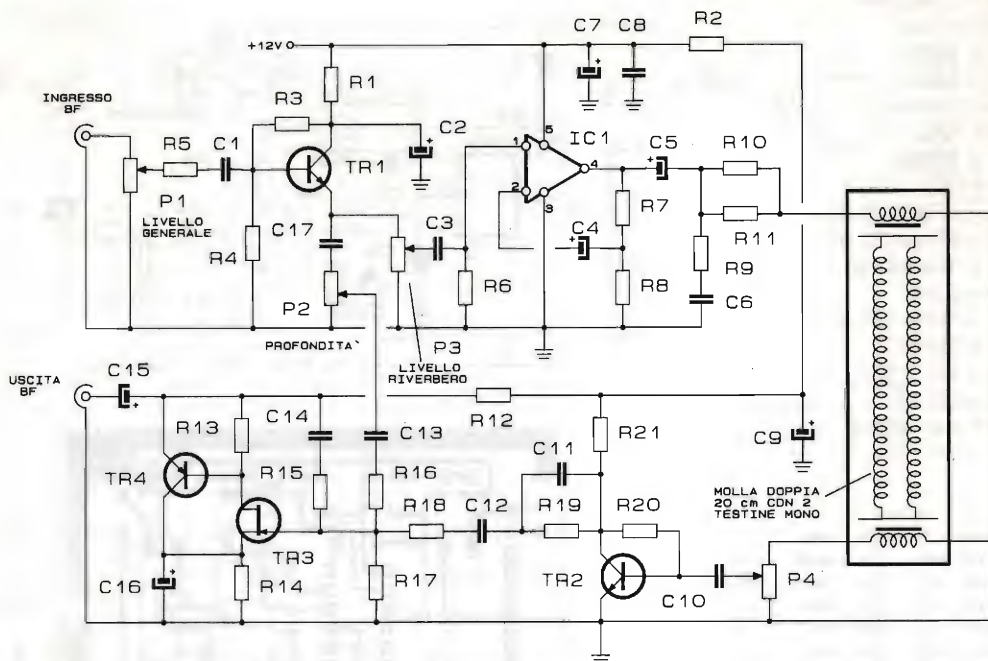 C7
C8
R2
+12V
R1
INGRESSO
BF
R3
C2
R5
C1
TR1
P1
LIVELLO
GENERALE
R4
C17
P2
PROFONDITA`
C3
R6
P3
LIVELLO
RIVERBERO
1
2
5
4
3
IC1
+
+
+
+
+
C5
C4
R7
R8
R10
R11
R9
C6
USCITA
BF
C15
+
R13
C14
R15
C13
R16
R12
C11
R21
C9
+
TR4
TR3
R18
C12
R19
R20
C16
+
R14
R17
TR2
C10
P4
MOLLA DOPPIA
20 cm CON 2
TESTINE MONO